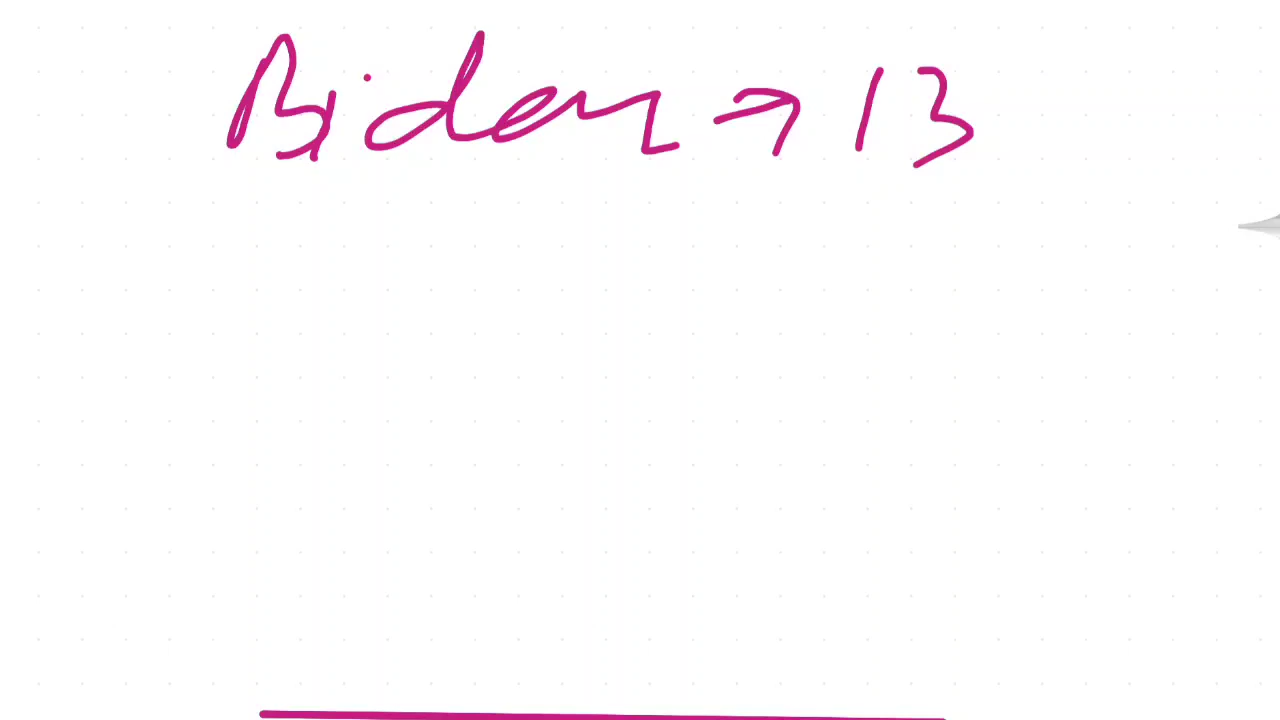 Biden → 13